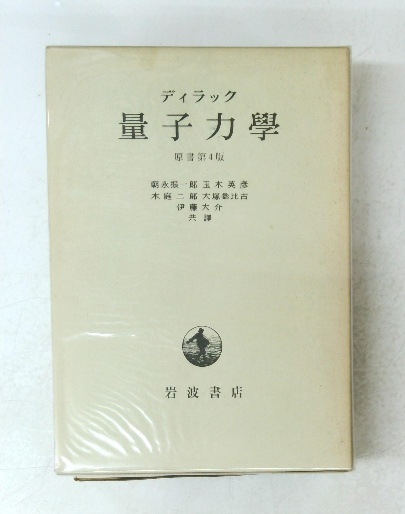 ディラック
量子力學
原書第4版
朝永振一郎 玉木英彦
木庭二郎 大塚益比古
伊藤大介
共譯
岩波書店